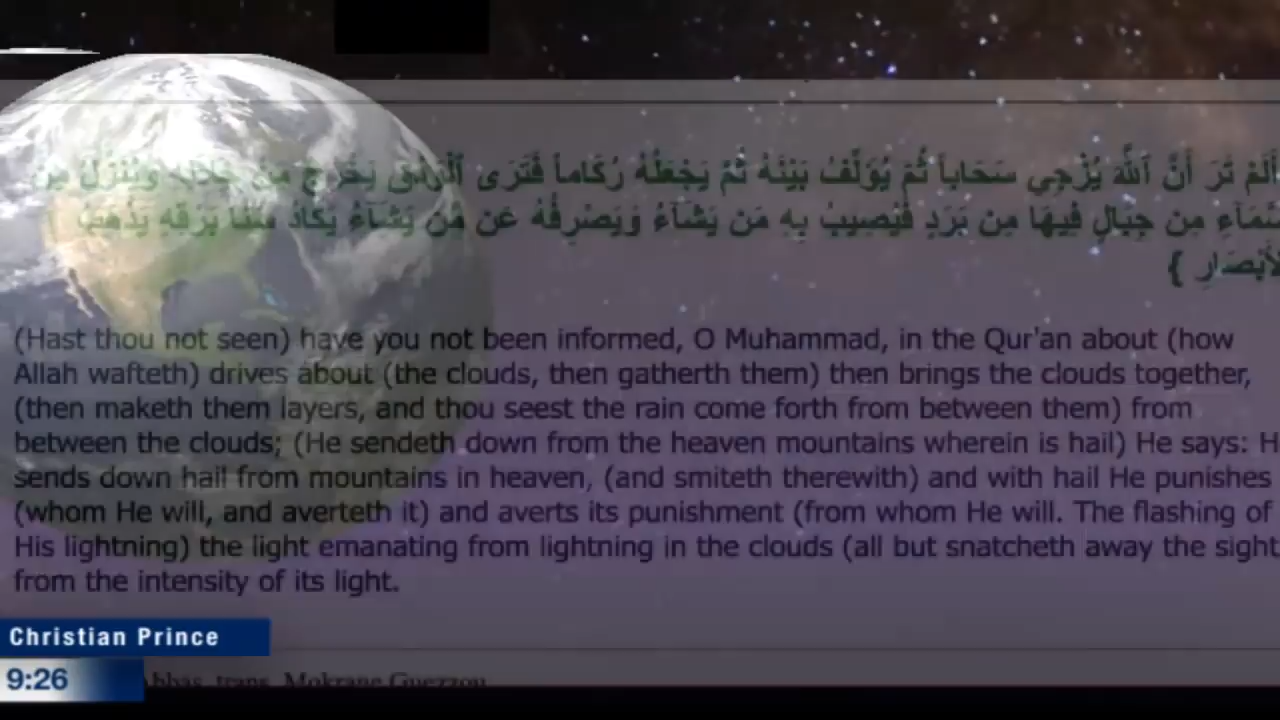 أَلَمْ تَرَ أَنَّ ٱللَّهَ يُزْجِي سَحَاباً ثُمَّ يُؤَلِّفُ بَيْنَهُ ثُمَّ يَجْعَلُهُ رُكَاماً فَتَرَى ٱلْوَدْقَ يَخْرُجُ مِنْ خِلاَلِهِ وَيُنَزِّلُ مِنَ
مِن جِبَالٍ فِيهَا مِن بَرَدٍ فَيُصِيبُ بِهِ مَن يَشَآءُ وَيَصْرِفُهُ عَن مَّن يَشَآءُ يَكَادُ سَنَا بَرْقِهِ يَذْهَبُ
}
(Hast thou not seen) have you not been informed, O Muhammad, in the Qur'an about (how
Allah wafteth) drives about (the clouds, then gatherth them) then brings the clouds together,
(then maketh them layers, and thou seest the rain come forth from between them) from
between the clouds; (He sendeth down from the heaven mountains wherein is hail) He says: H
sends down hail from mountains in heaven, (and smiteth therewith) and with hail He punishes
(whom He will, and averteth it) and averts its punishment (from whom He will. The flashing of
His lightning) the light emanating from lightning in the clouds (all but snatcheth away the sight
from the intensity of its light.
Christian Prince
9:26
trans. Mokrane Guezzou